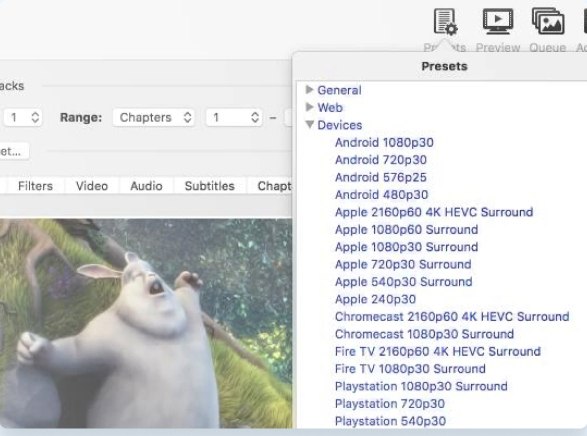 Presets Preview Queue
Presets
acks
1 Range: Chapters 1 –
et...
Filters Video Audio Subtitles Chapt
General
Web
Devices
Android 1080p30
Android 720p30
Android 576p25
Android 480p30
Apple 2160p60 4K HEVC Surround
Apple 1080p60 Surround
Apple 1080p30 Surround
Apple 720p30 Surround
Apple 540p30 Surround
Apple 240p30
Chromecast 2160p60 4K HEVC Surround
Chromecast 1080p30 Surround
Fire TV 2160p60 4K HEVC Surround
Fire TV 1080p30 Surround
Playstation 1080p30 Surround
Playstation 720p30
Playstation 540p30